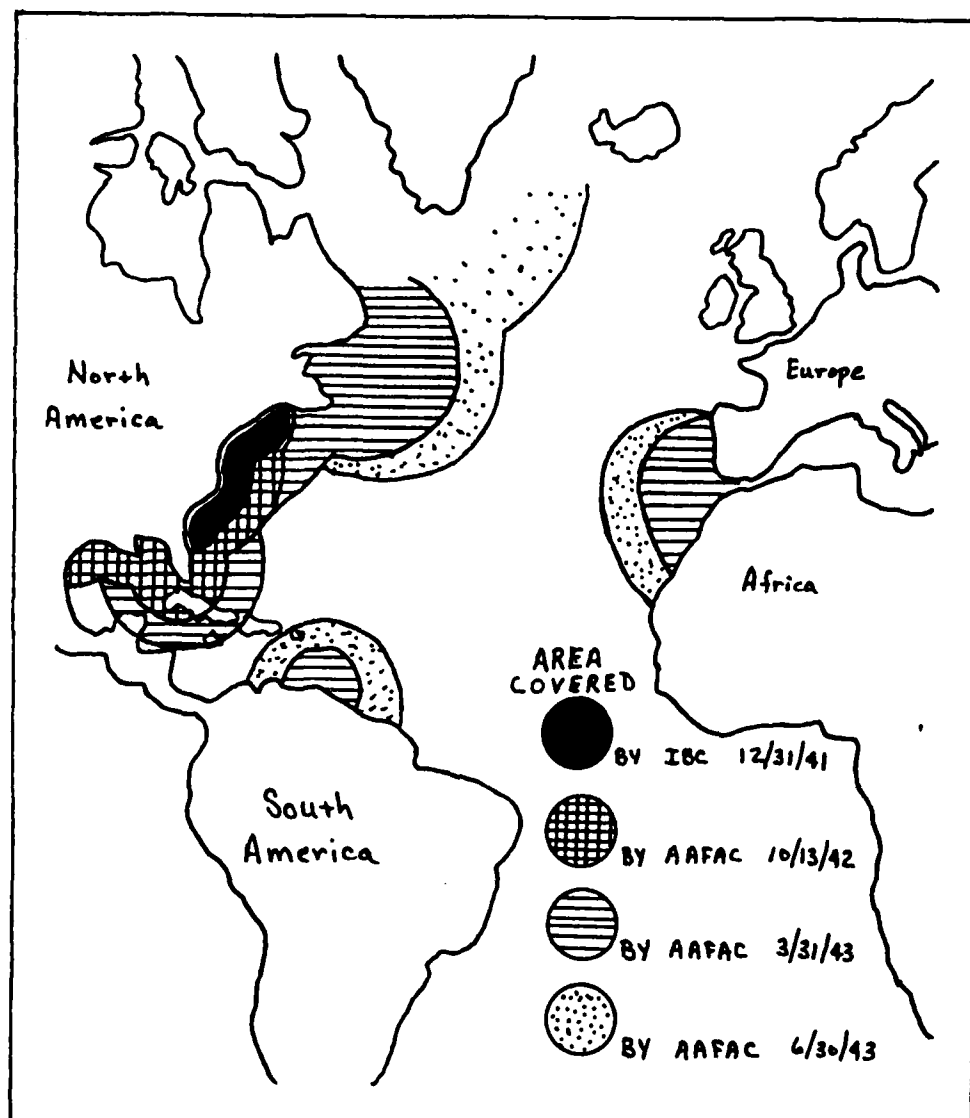 North
America
Europe
Africa
South
America
AREA
COVERED
BY IBC 12/31/41
BY AAFAC 10/13/42
BY AAFAC 3/31/43
BY AAFAC 6/30/43